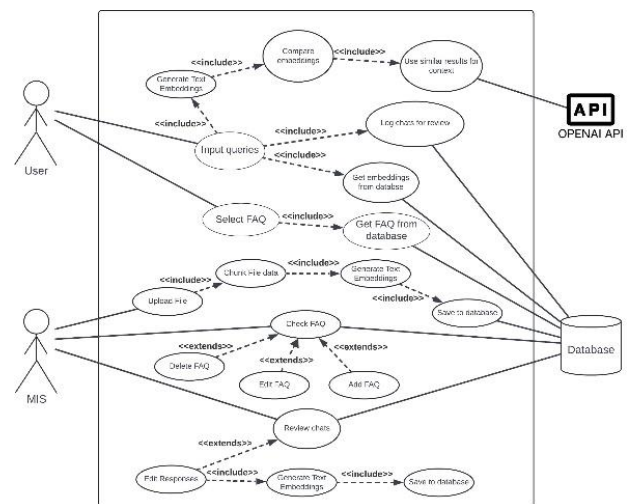 Compare
embeddings
<<include>>
<<include>>
Use similar results for
context
Generate Text
Embeddings
API
OPENAI API
<<include>>
<<include>>
Log chats for review
Input queries
<<include>>
User
Get embeddings
from databse
Select FAQ
<<include>>
Get FAQ from
database
Chunk File data
<<include>>
Generate Text
Embeddings
<<include>>
<<include>>
Upload File
Save to database
Check FAQ
Database
<<extends>>
<<extends>>
<<extends>>
Delete FAQ
MIS
Edit FAQ
Add FAQ
Review chats
<<extends>>
Edit Responses
<<include>>
Generate Text
Embeddings
<<include>>
Save to database